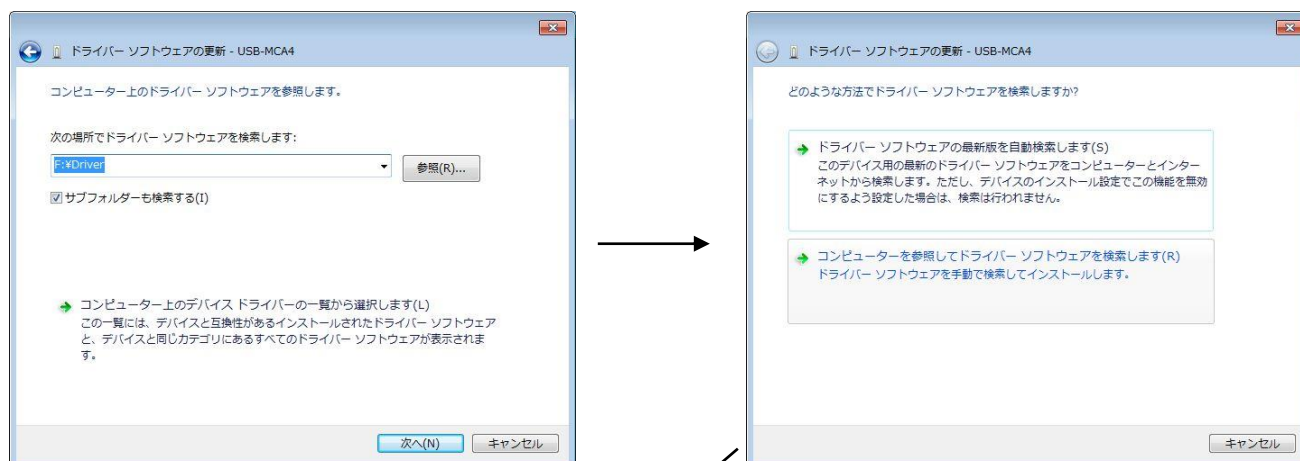 ドライバー ソフトウェアの更新 - USB-MCA4
コンピューター上のドライバー ソフトウェアを参照します。
次の場所でドライバー ソフトウェアを検索します:
F:¥Driver
参照(R)...
サブフォルダーも検索する(I)
コンピューター上のデバイス ドライバーの一覧から選択します(L)
この一覧には、デバイスと互換性があるインストールされたドライバー ソフトウェア
と、デバイスと同じカテゴリにあるすべてのドライバー ソフトウェアが表示されま
す。
次へ(N)
キャンセル
ドライバー ソフトウェアの更新 - USB-MCA4
どのような方法でドライバー ソフトウェアを検索しますか?
ドライバー ソフトウェアの最新版を自動検索します(S)
このデバイス用の最新のドライバー ソフトウェアをコンピューターとインター
ネットから検索します。ただし、デバイスのインストール設定でこの機能を無効
にするよう設定した場合は、検索は行われません。
コンピューターを参照してドライバー ソフトウェアを検索します(R)
ドライバー ソフトウェアを手動で検索してインストールします。
キャンセル